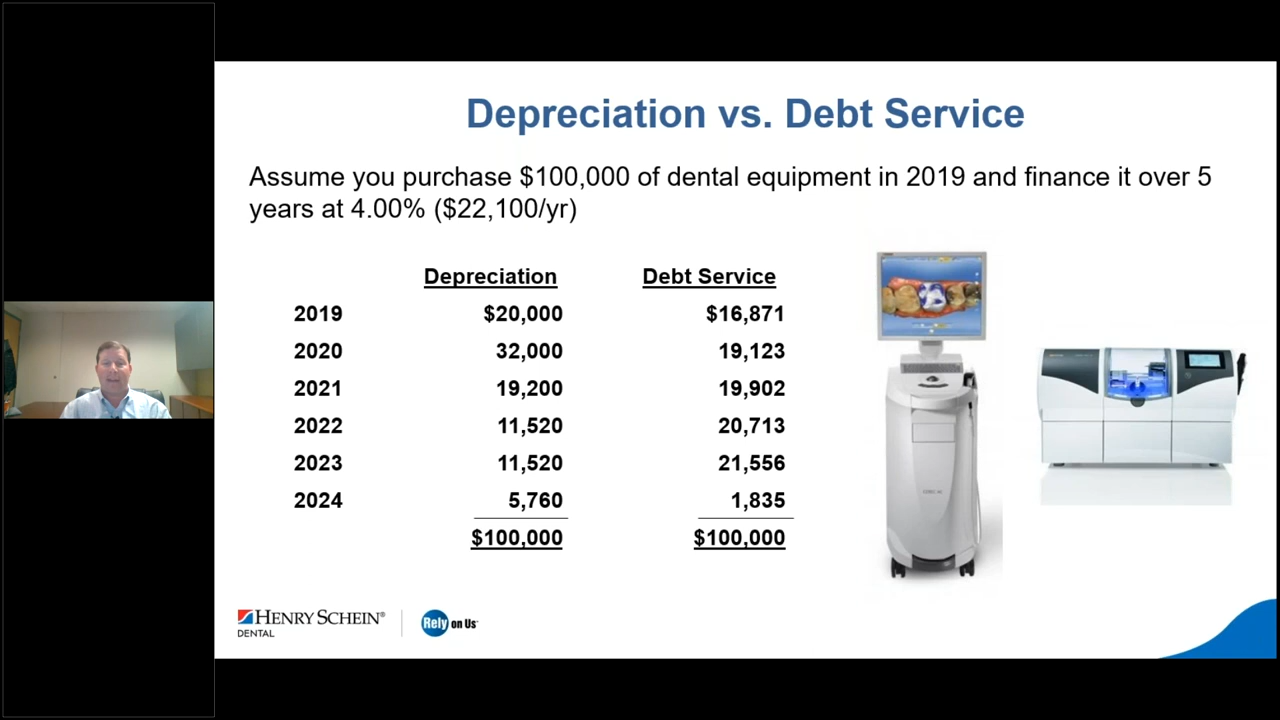 Depreciation vs. Debt Service
Assume you purchase $100,000 of dental equipment in 2019 and finance it over 5
years at 4.00% ($22,100/yr)
Depreciation Debt Service
2019 $20,000 $16,871
2020 32,000 19,123
2021 19,200 19,902
2022 11,520 20,713
2023 11,520 21,556
2024 5,760 1,835
$100,000 $100,000
HENRY SCHEIN®
DENTAL
Rely on Us